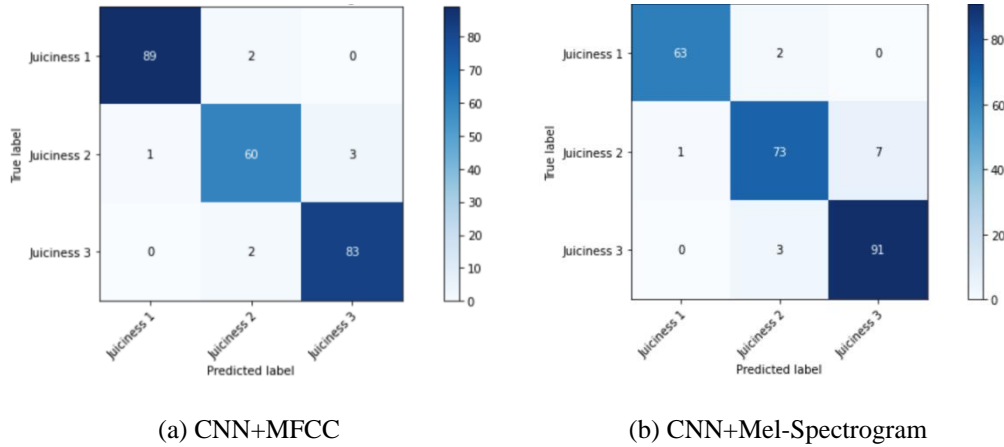 Juiciness 1
Juiciness 2
Juiciness 3
True label
89 2 0
1 60 3
0 2 83
Juiciness 1 Juiciness 2 Juiciness 3
Predicted label
80
70
60
50
40
30
20
10
0
(a) CNN+MFCC
Juiciness 1
Juiciness 2
Juiciness 3
True label
63 2 0
1 73 7
0 3 91
Juiciness 1 Juiciness 2 Juiciness 3
Predicted label
80
60
40
20
0
(b) CNN+Mel-Spectrogram